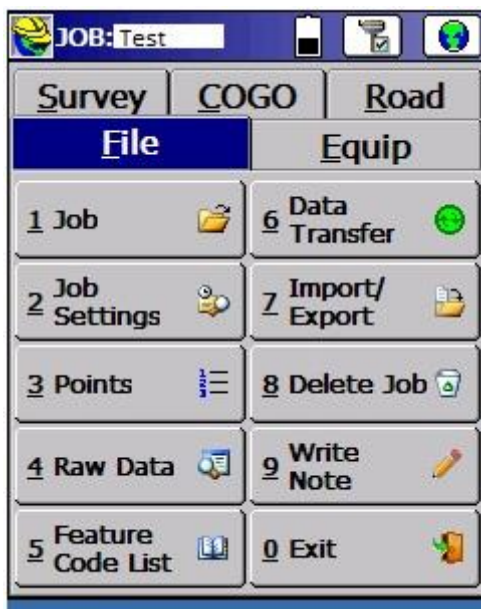 JOB: Test
Survey COGO Road
File Equip
1 Job
6 Data
Transfer
2 Job
Settings
7 Import/
Export
3 Points
8 Delete Job
4 Raw Data
9 Write
Note
5 Feature
Code List
0 Exit